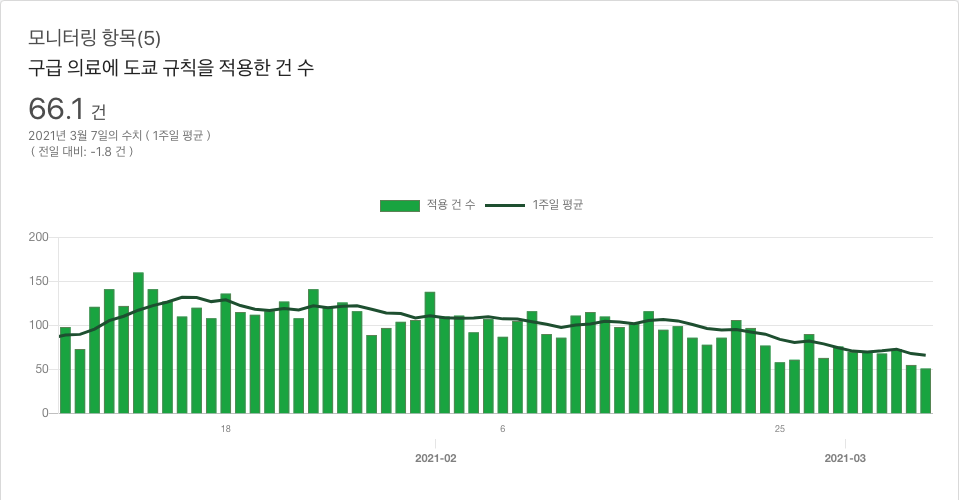 모니터링 항목(5)
구급 의료에 도쿄 규칙을 적용한 건 수
66.1 건
2021년 3월 7일의 수치 ( 1주일 평균 )
( 전일 대비: -1.8 건 )
적용 건 수 1주일 평균
200
150
100
50
0
18 6 25
2021-02 2021-03